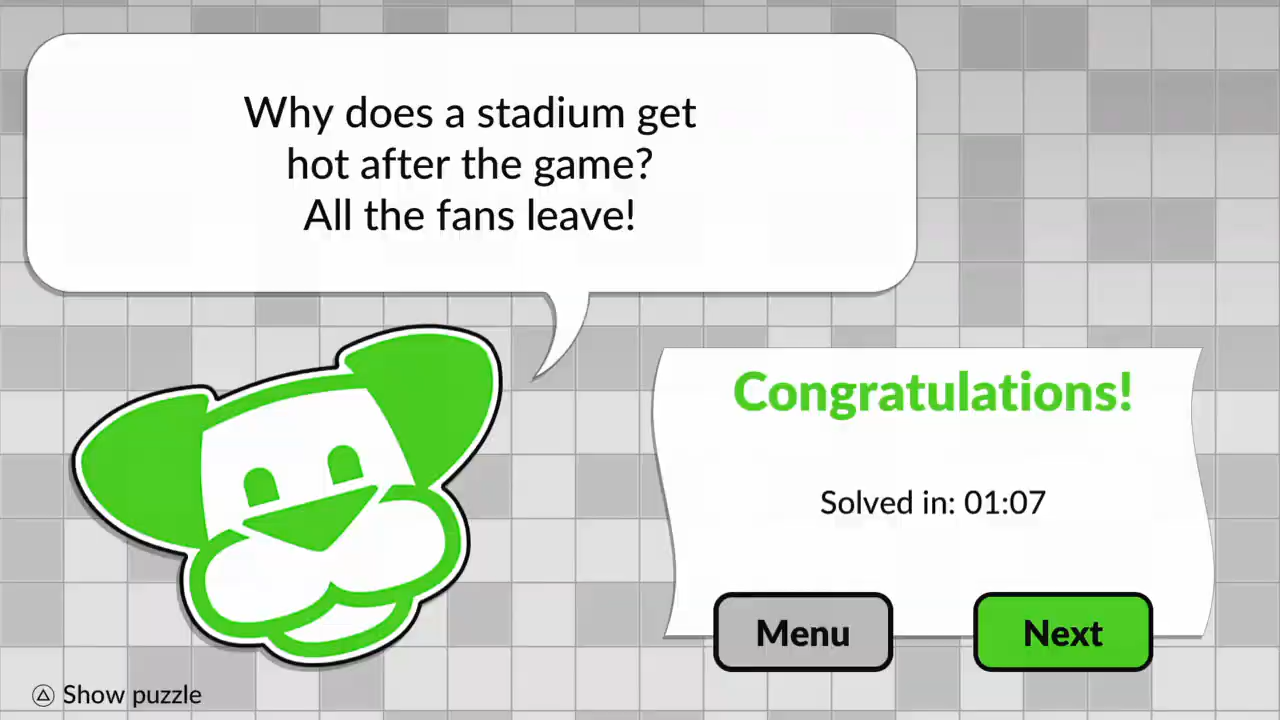 Why does a stadium get
hot after the game?
All the fans leave!
Congratulations!
Solved in: 01:07
Menu
Next
Show puzzle